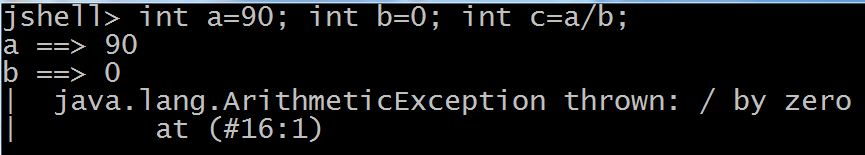 jshell> int a=90; int b=0; int c=a/b;
a ==> 90
b ==> 0
|  java.lang.ArithmeticException thrown: / by zero
|        at (#16:1)